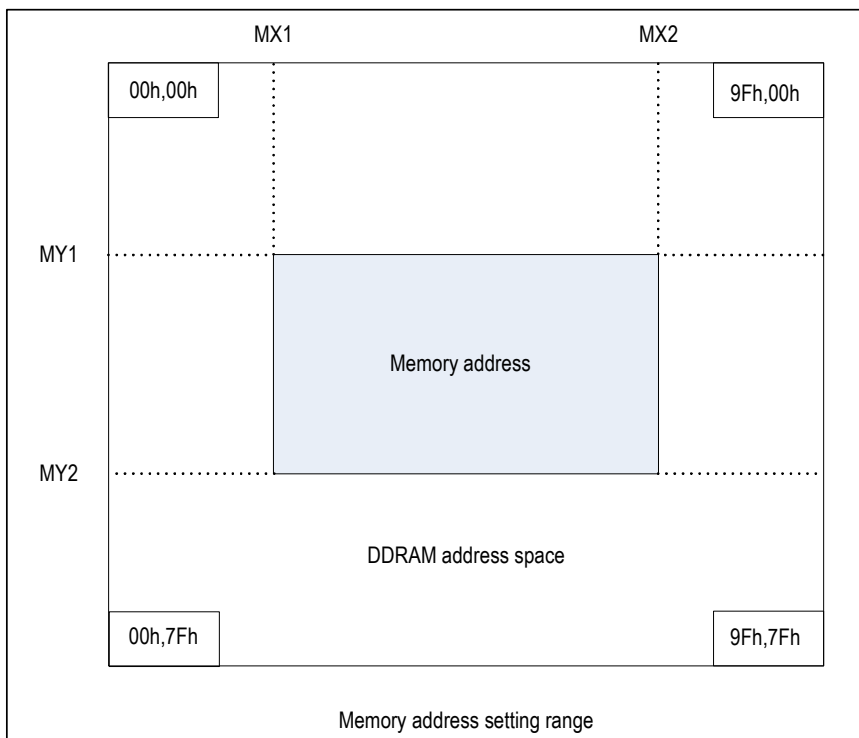 MX1 MX2
00h,00h 9Fh,00h
MY1
Memory address
MY2
DDRAM address space
00h,7Fh 9Fh,7Fh
Memory address setting range